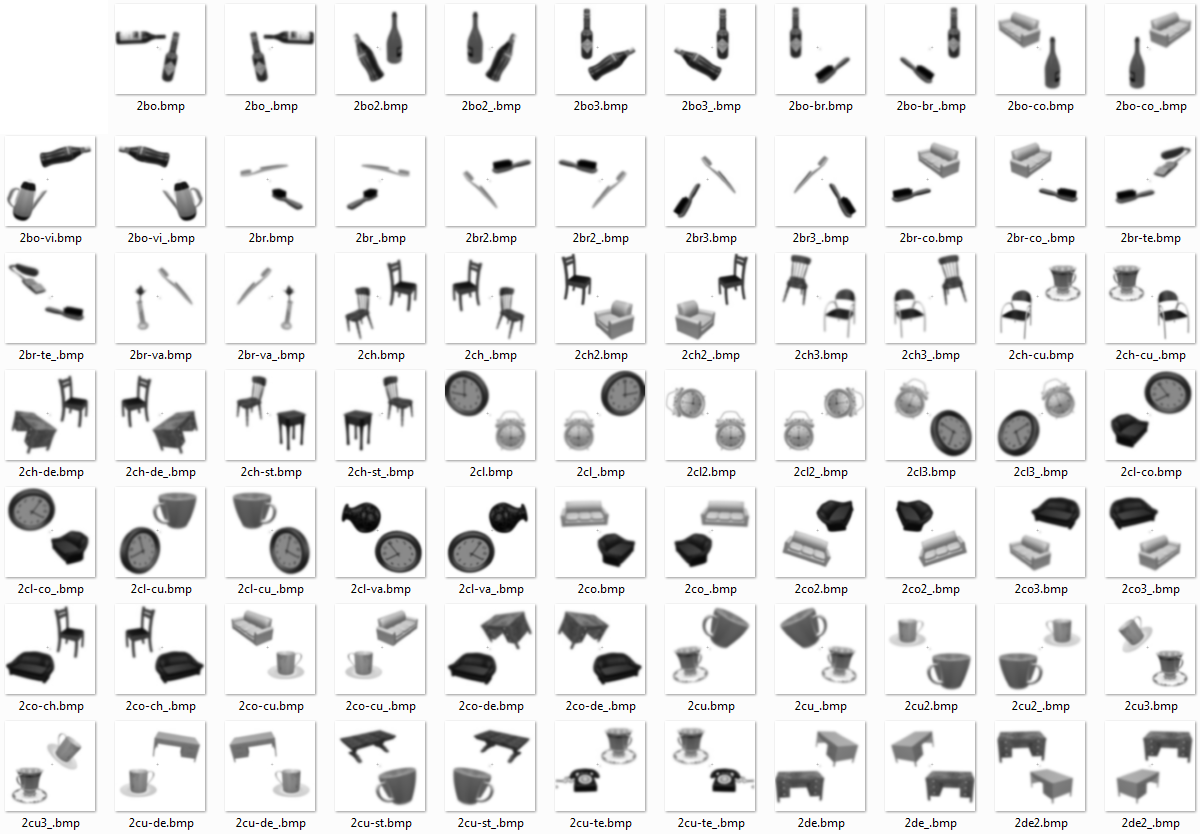 2bo.bmp 2bo_.bmp 2bo2.bmp 2bo2_.bmp 2bo3.bmp 2bo3_.bmp 2bo-br.bmp 2bo-br_.bmp 2bo-co.bmp 2bo-co_.bmp
2bo-vi.bmp 2bo-vi_.bmp 2br.bmp 2br_.bmp 2br2.bmp 2br2_.bmp 2br3.bmp 2br3_.bmp 2br-co.bmp 2br-co_.bmp 2br-te.bmp
2br-te_.bmp 2br-va.bmp 2br-va_.bmp 2ch.bmp 2ch_.bmp 2ch2.bmp 2ch2_.bmp 2ch3.bmp 2ch3_.bmp 2ch-cu.bmp 2ch-cu_.bmp
2ch-de.bmp 2ch-de_.bmp 2ch-st.bmp 2ch-st_.bmp 2cl.bmp 2cl_.bmp 2cl2.bmp 2cl2_.bmp 2cl3.bmp 2cl3_.bmp 2cl-co.bmp
2cl-co_.bmp 2cl-cu.bmp 2cl-cu_.bmp 2cl-va.bmp 2cl-va_.bmp 2co.bmp 2co_.bmp 2co2.bmp 2co2_.bmp 2co3.bmp 2co3_.bmp
2co-ch.bmp 2co-ch_.bmp 2co-cu.bmp 2co-cu_.bmp 2co-de.bmp 2co-de_.bmp 2cu.bmp 2cu_.bmp 2cu2.bmp 2cu2_.bmp 2cu3.bmp
2cu3_.bmp 2cu-de.bmp 2cu-de_.bmp 2cu-st.bmp 2cu-st_.bmp 2cu-te.bmp 2cu-te_.bmp 2de.bmp 2de_.bmp 2de2.bmp 2de2_.bmp